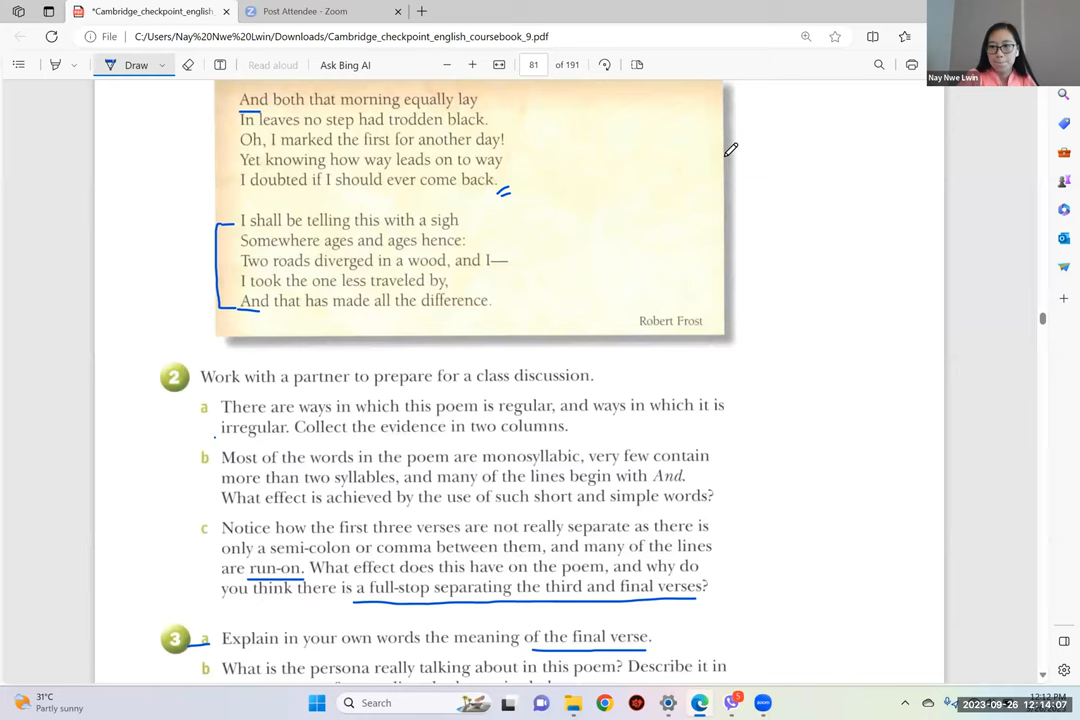 *Cambridge_checkpoint_english
Post Attendee - Zoom
File
C:/Users/Nay%20Nwe%20Lwin/Downloads/Cambridge_checkpoint_english_coursebook_9.pdf
Draw
Read aloud
Ask Bing AI
81
of 191
Nay Nwe Lwin
And both that morning equally lay
In leaves no step had trodden black.
Oh, I marked the first for another day!
Yet knowing how way leads on to way
I doubted if I should ever come back.
I shall be telling this with a sigh
Somewhere ages and ages hence:
Two roads diverged in a wood, and I—
I took the one less traveled by,
And that has made all the difference.
Robert Frost
2 Work with a partner to prepare for a class discussion.
a There are ways in which this poem is regular, and ways in which it is
irregular. Collect the evidence in two columns.
b Most of the words in the poem are monosyllabic, very few contain
more than two syllables, and many of the lines begin with And.
What effect is achieved by the use of such short and simple words?
c Notice how the first three verses are not really separate as there is
only a semi-colon or comma between them, and many of the lines
are run-on. What effect does this have on the poem, and why do
you think there is a full-stop separating the third and final verses?
3 a Explain in your own words the meaning of the final verse.
b What is the persona really talking about in this poem? Describe it in
31°C
Partly sunny
Search
5
12:12 PM
2023-09-26 12:14:07